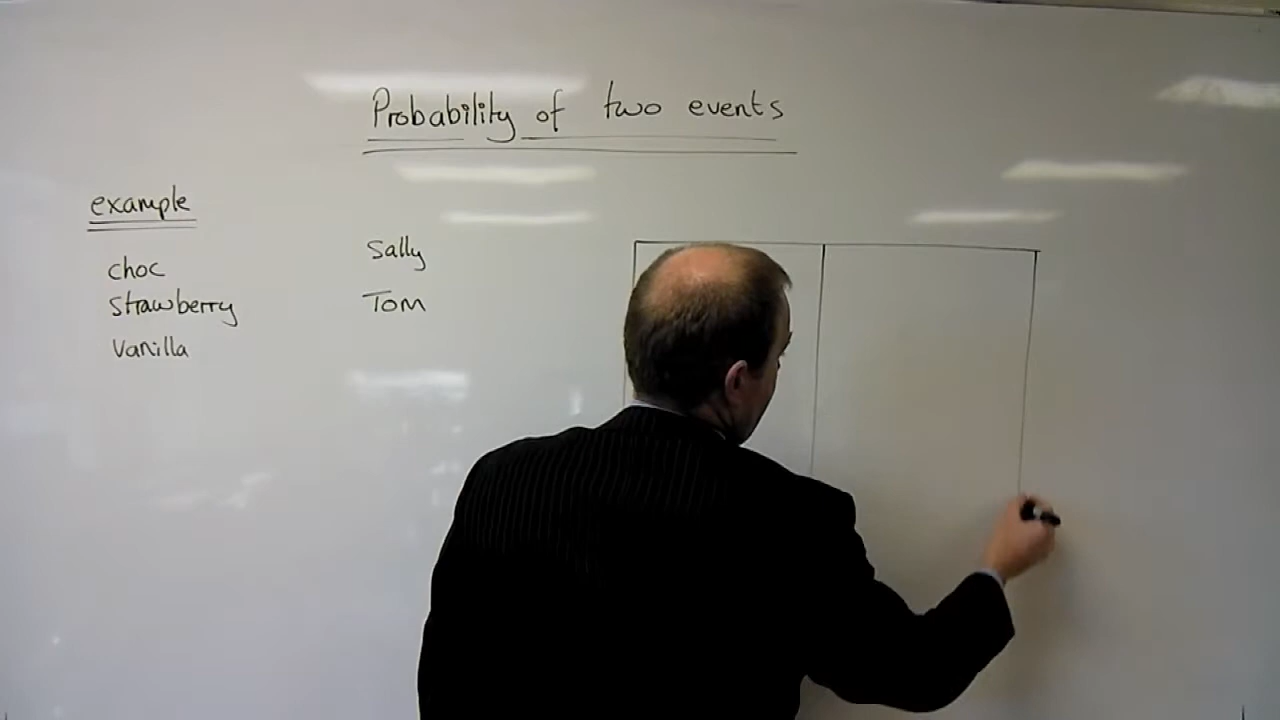 Probability of two events
example
choc
Strawberry
Vanilla
Sally
Tom